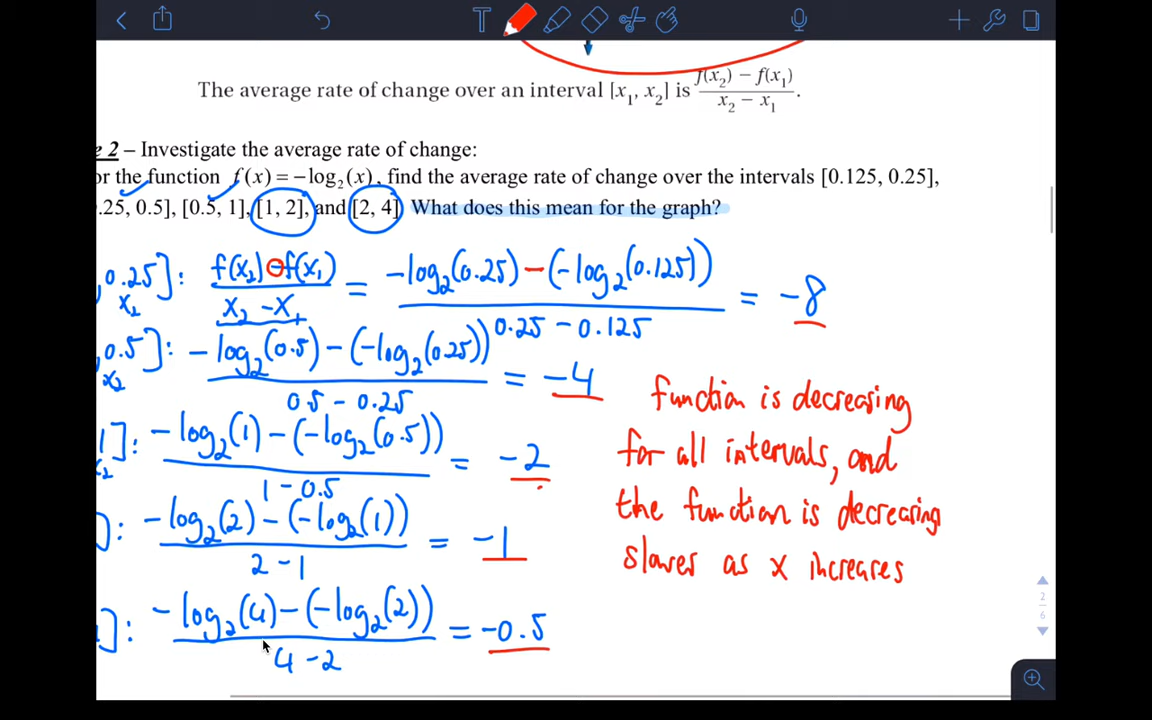 The average rate of change over an interval [x₁, x₂] is (f(x₂) − f(x₁))/(x₂ − x₁).
e 2 – Investigate the average rate of change:
or the function f(x) = −log₂(x), find the average rate of change over the intervals [0.125, 0.25],
.25, 0.5], [0.5, 1], [1, 2], and [2, 4]. What does this mean for the graph?
, 0.25]: (f(x₂) − f(x₁))/(x₂ − x₁) = (−log₂(0.25) − (−log₂(0.125)))/(0.25 − 0.125) = −8
x₂
, 0.5]: (−log₂(0.5) − (−log₂(0.25)))/(0.5 − 0.25) = −4
x₂
1]: (−log₂(1) − (−log₂(0.5)))/(1 − 0.5) = −2
x₂
]: (−log₂(2) − (−log₂(1)))/(2 − 1) = −1
]: (−log₂(4) − (−log₂(2)))/(4 − 2) = −0.5
function is decreasing
for all intervals, and
the function is decreasing
slower as x increases
2
6